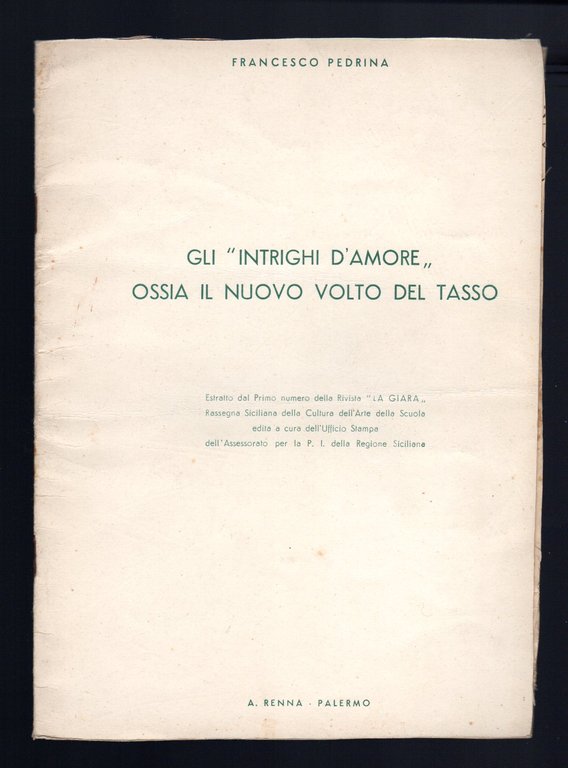 FRANCESCO PEDRINA
GLI "INTRIGHI D'AMORE„
OSSIA IL NUOVO VOLTO DEL TASSO
Estratto dal Primo numero della Rivista "LA GIARA„
Rassegna Siciliana della Cultura dell'Arte della Scuola
edita a cura dell'Ufficio Stampa
dell'Assessorato per la P. I. della Regione Siciliana
A. RENNA - PALERMO